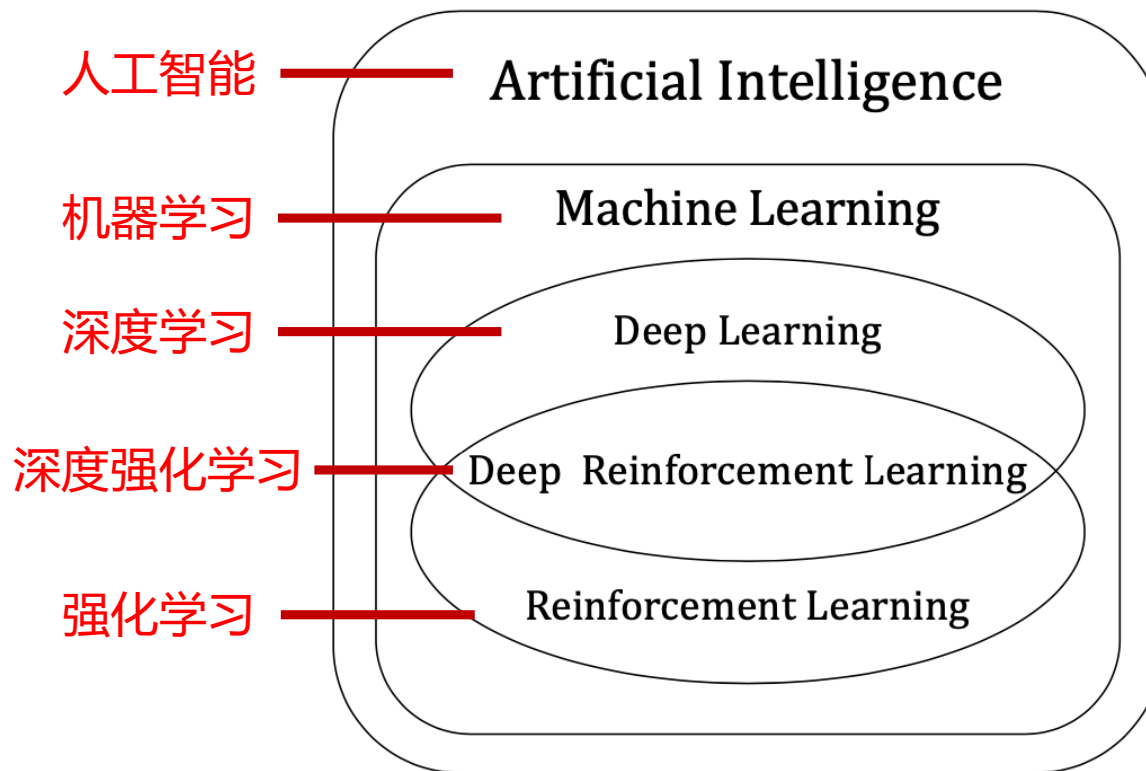 人工智能
Artificial Intelligence
机器学习
Machine Learning
深度学习
Deep Learning
深度强化学习
Deep Reinforcement Learning
强化学习
Reinforcement Learning